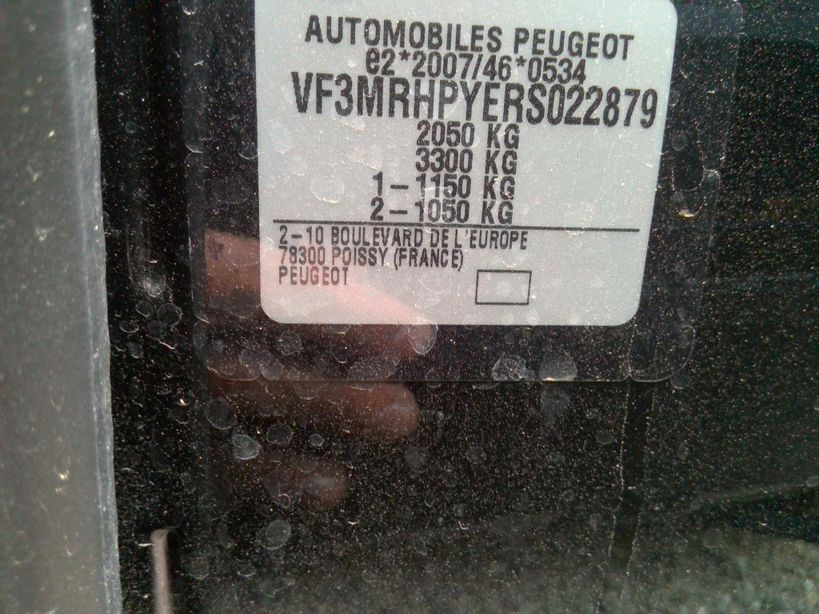 AUTOMOBILES PEUGEOT
e2*2007/46*0534
VF3MRHPYERS022879
2050 KG
3300 KG
1-1150 KG
2-1050 KG
2-10 BOULEVARD DE L'EUROPE
78300 POISSY (FRANCE)
PEUGEOT